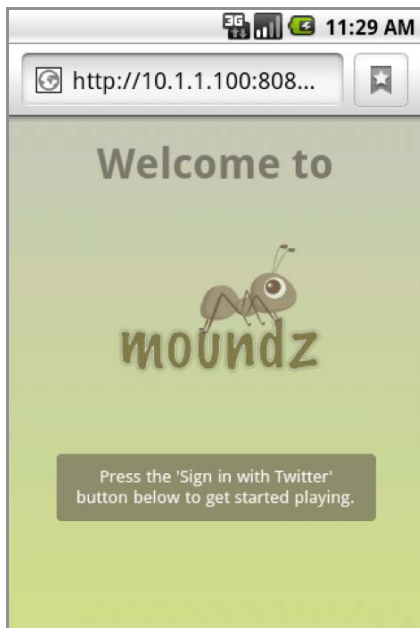 3G 11:29 AM
http://10.1.1.100:808...
Welcome to
moundz
Press the 'Sign in with Twitter'
button below to get started playing.